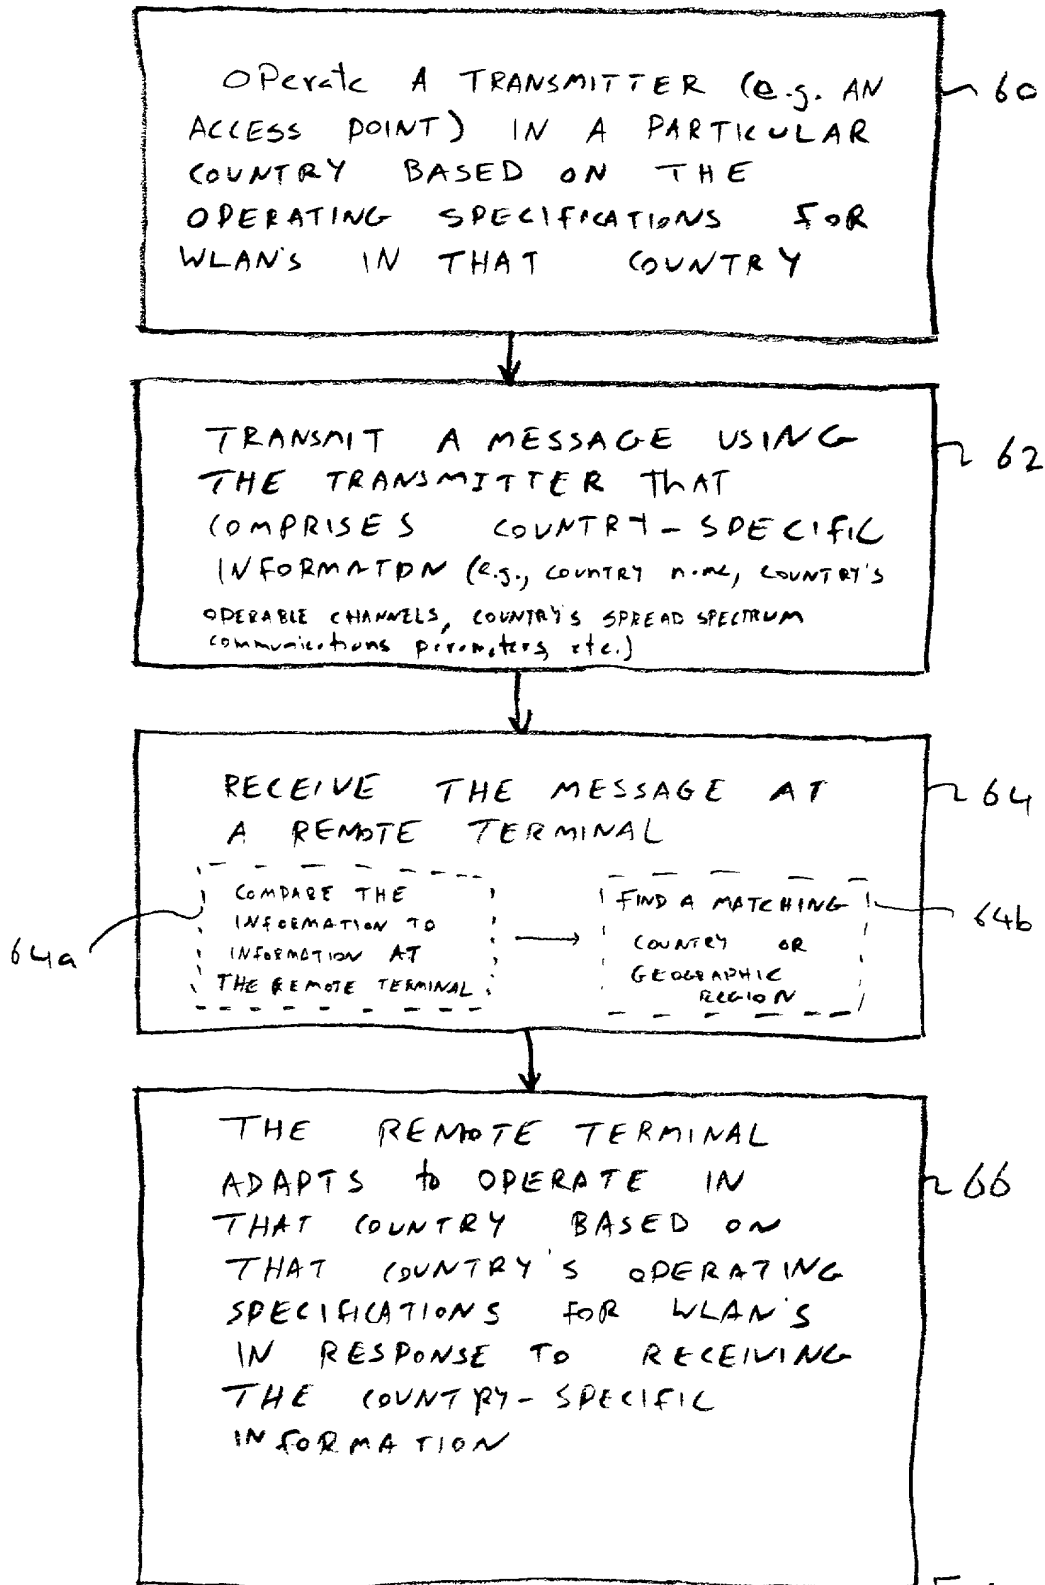 OPerate A TRANSMITTER (e.g. AN
ACCESS POINT) IN A PARTICULAR
COUNTRY BASED ON THE
OPERATING SPECIFICATIONS FOR
WLAN'S IN THAT COUNTRY
60
TRANSMIT A MESSAGE USING
THE TRANSMITTER THAT
COMPRISES COUNTRY-SPECIFIC
INFORMATION (e.g., COUNTRY name, COUNTRY'S
OPERABLE CHANNELS, COUNTRY'S SPREAD SPECTRUM
communications parameters, etc.)
62
RECEIVE THE MESSAGE AT
A REMOTE TERMINAL
64
COMPARE THE
INFORMATION TO
INFORMATION AT
THE REMOTE TERMINAL
64a
FIND A MATCHING
COUNTRY OR
GEOGRAPHIC
REGION
64b
THE REMOTE TERMINAL
ADAPTS to OPERATE IN
THAT COUNTRY BASED ON
THAT COUNTRY'S OPERATING
SPECIFICATIONS FOR WLAN'S
IN RESPONSE TO RECEIVING
THE COUNTRY-SPECIFIC
INFORMATION
66